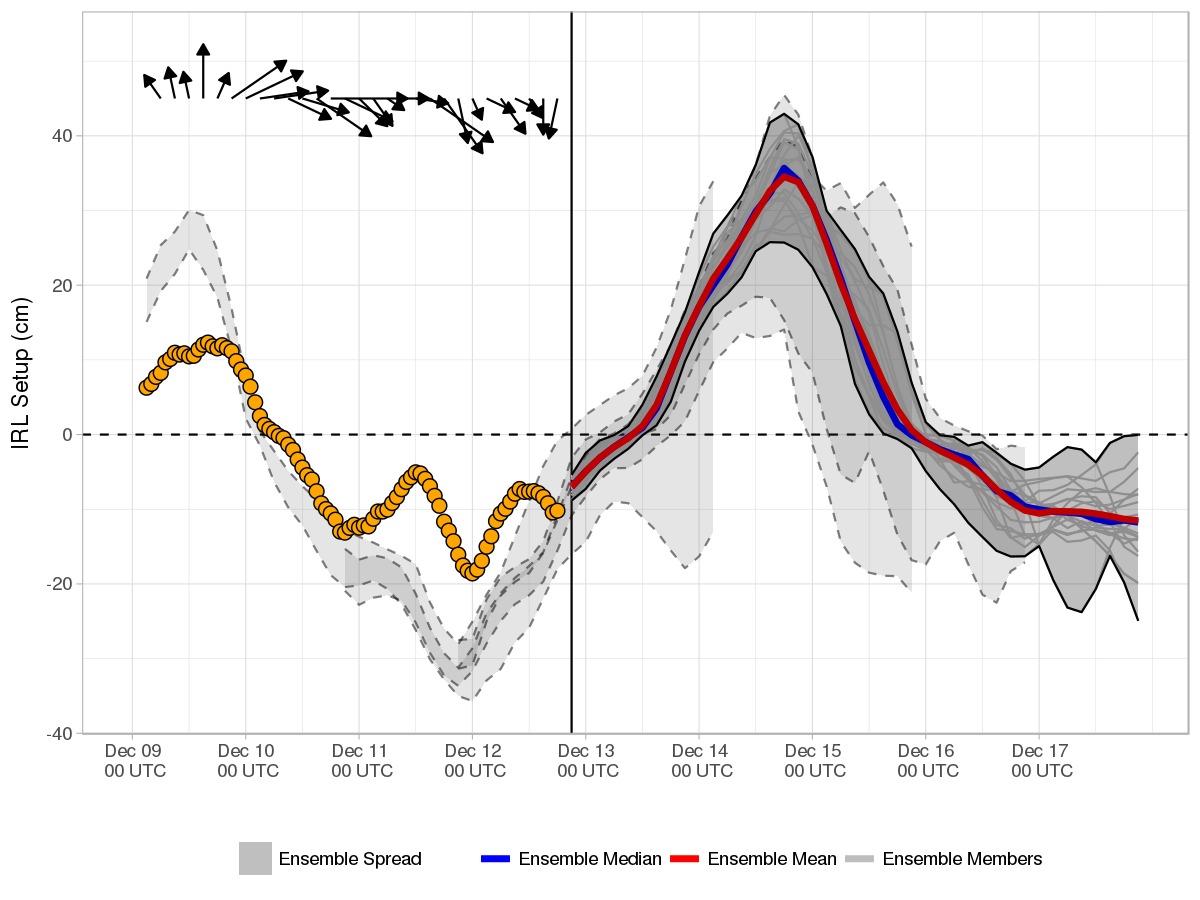 IRL Setup (cm)
40
20
0
-20
-40
Dec 09
00 UTC
Dec 10
00 UTC
Dec 11
00 UTC
Dec 12
00 UTC
Dec 13
00 UTC
Dec 14
00 UTC
Dec 15
00 UTC
Dec 16
00 UTC
Dec 17
00 UTC
Ensemble Spread
Ensemble Median
Ensemble Mean
Ensemble Members